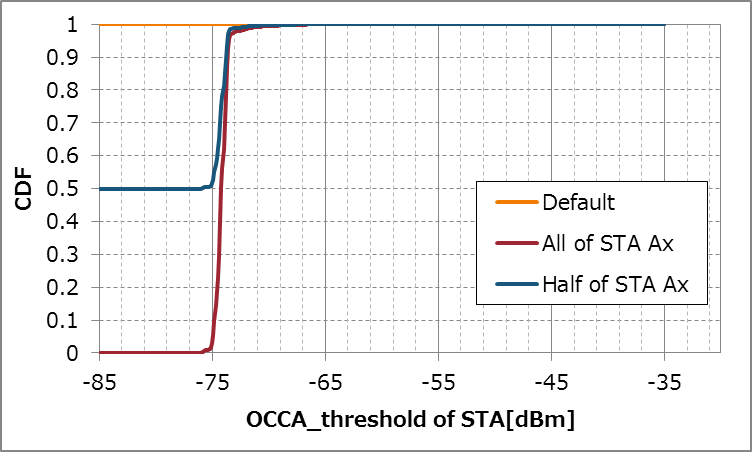 1
0.9
0.8
0.7
0.6
0.5
0.4
0.3
0.2
0.1
0
CDF
Default
All of STA Ax
Half of STA Ax
-85 -75 -65 -55 -45 -35
OCCA_threshold of STA[dBm]